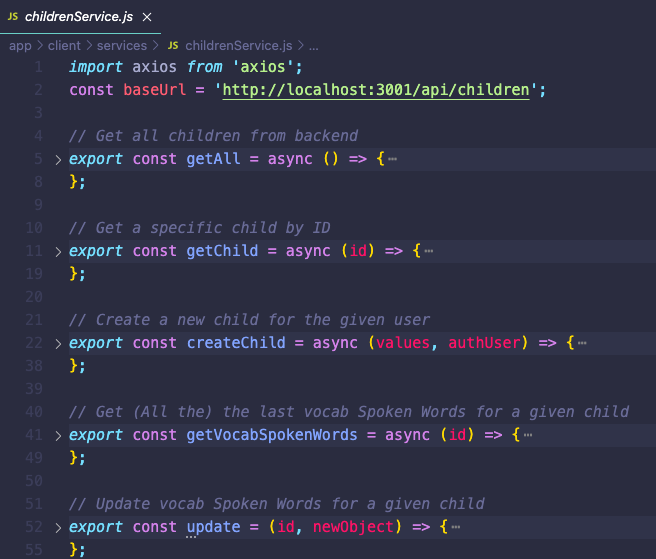 JS childrenService.js ×
app > client > services > JS childrenService.js > ...
1 import axios from 'axios';
2 const baseUrl = 'http://localhost:3001/api/children';
3
4 // Get all children from backend
5 > export const getAll = async () => {⋯
8 };
9
10 // Get a specific child by ID
11 > export const getChild = async (id) => {⋯
19 };
20
21 // Create a new child for the given user
22 > export const createChild = async (values, authUser) => {⋯
38 };
39
40 // Get (All the) the last vocab Spoken Words for a given child
41 > export const getVocabSpokenWords = async (id) => {⋯
49 };
50
51 // Update vocab Spoken Words for a given child
52 > export const update = (id, newObject) => {⋯
55 };